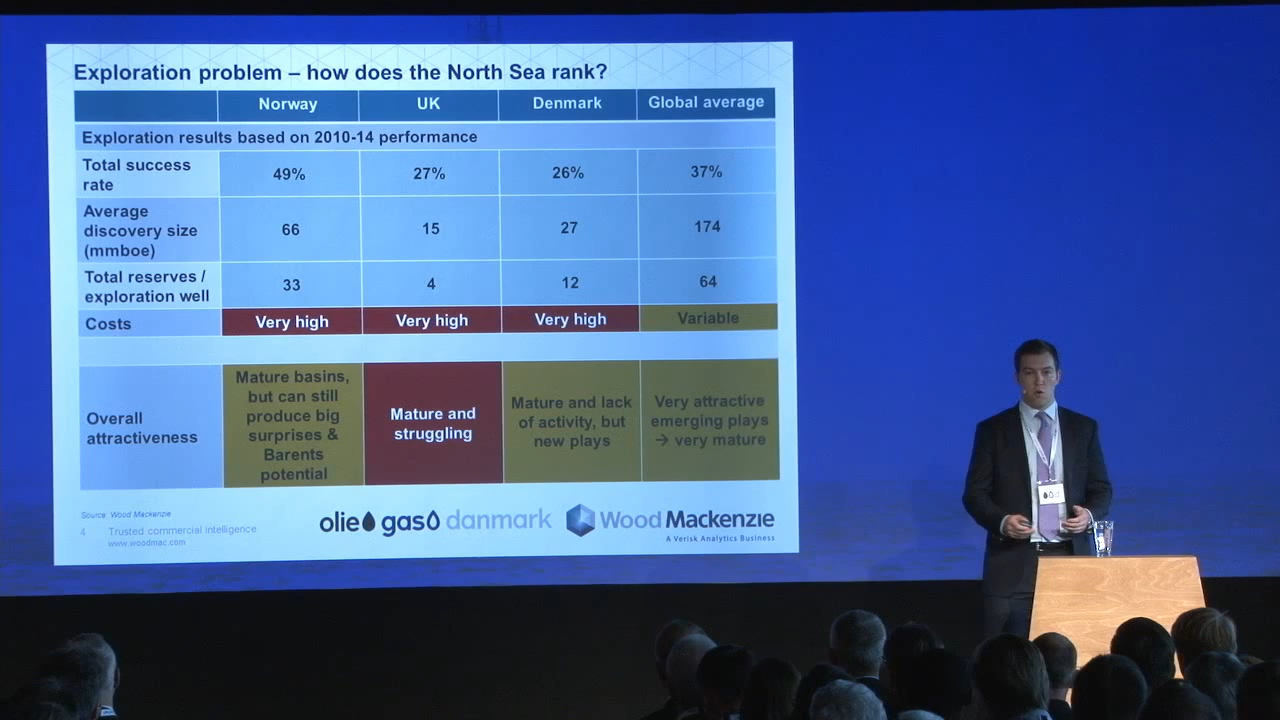 Exploration problem – how does the North Sea rank?
Norway UK Denmark Global average
Exploration results based on 2010-14 performance
Total success
rate
49% 27% 26% 37%
Average
discovery size
(mmboe)
66 15 27 174
Total reserves /
exploration well
33 4 12 64
Costs Very high Very high Very high Variable
Overall
attractiveness
Mature basins,
but can still
produce big
surprises &
Barents
potential
Mature and
struggling
Mature and lack
of activity, but
new plays
Very attractive
emerging plays
→ very mature
Source: Wood Mackenzie
4 Trusted commercial intelligence
www.woodmac.com
olie gas danmark
Wood Mackenzie
A Verisk Analytics Business